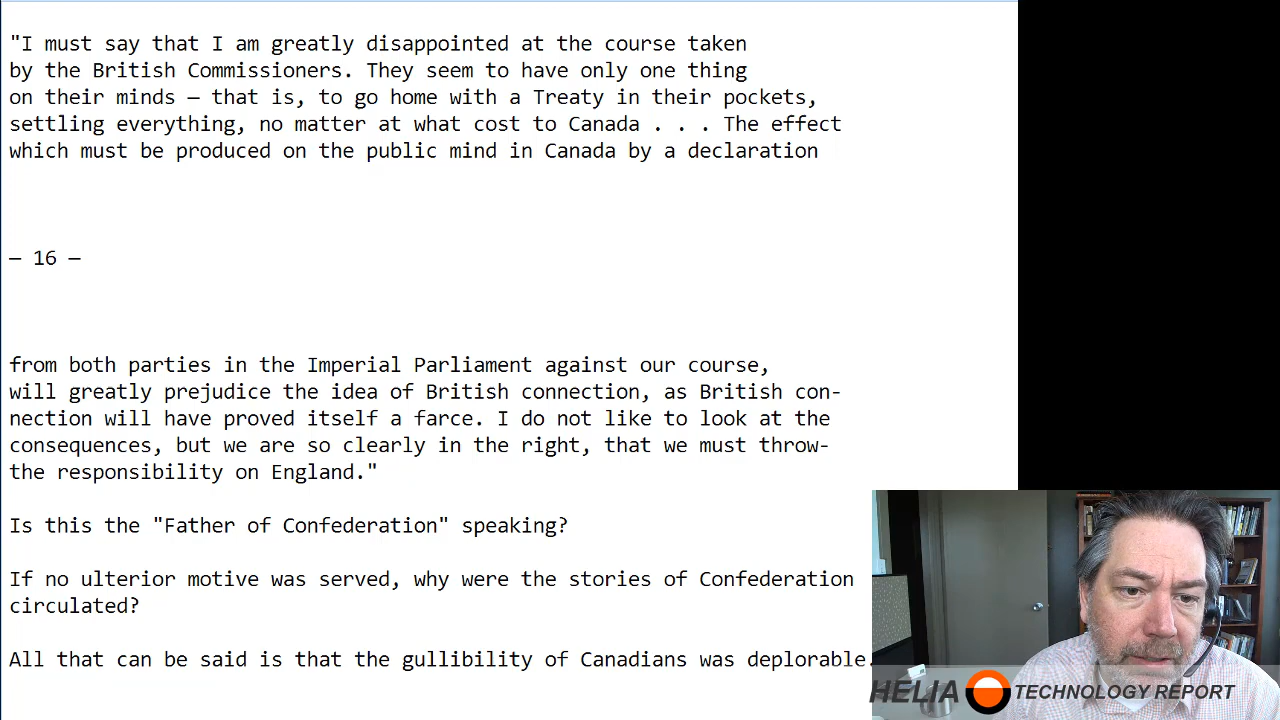 "I must say that I am greatly disappointed at the course taken
by the British Commissioners. They seem to have only one thing
on their minds — that is, to go home with a Treaty in their pockets,
settling everything, no matter at what cost to Canada . . . The effect
which must be produced on the public mind in Canada by a declaration
— 16 —
from both parties in the Imperial Parliament against our course,
will greatly prejudice the idea of British connection, as British con-
nection will have proved itself a farce. I do not like to look at the
consequences, but we are so clearly in the right, that we must throw-
the responsibility on England."
Is this the "Father of Confederation" speaking?
If no ulterior motive was served, why were the stories of Confederation
circulated?
All that can be said is that the gullibility of Canadians was deplorable.
HELIA TECHNOLOGY REPORT